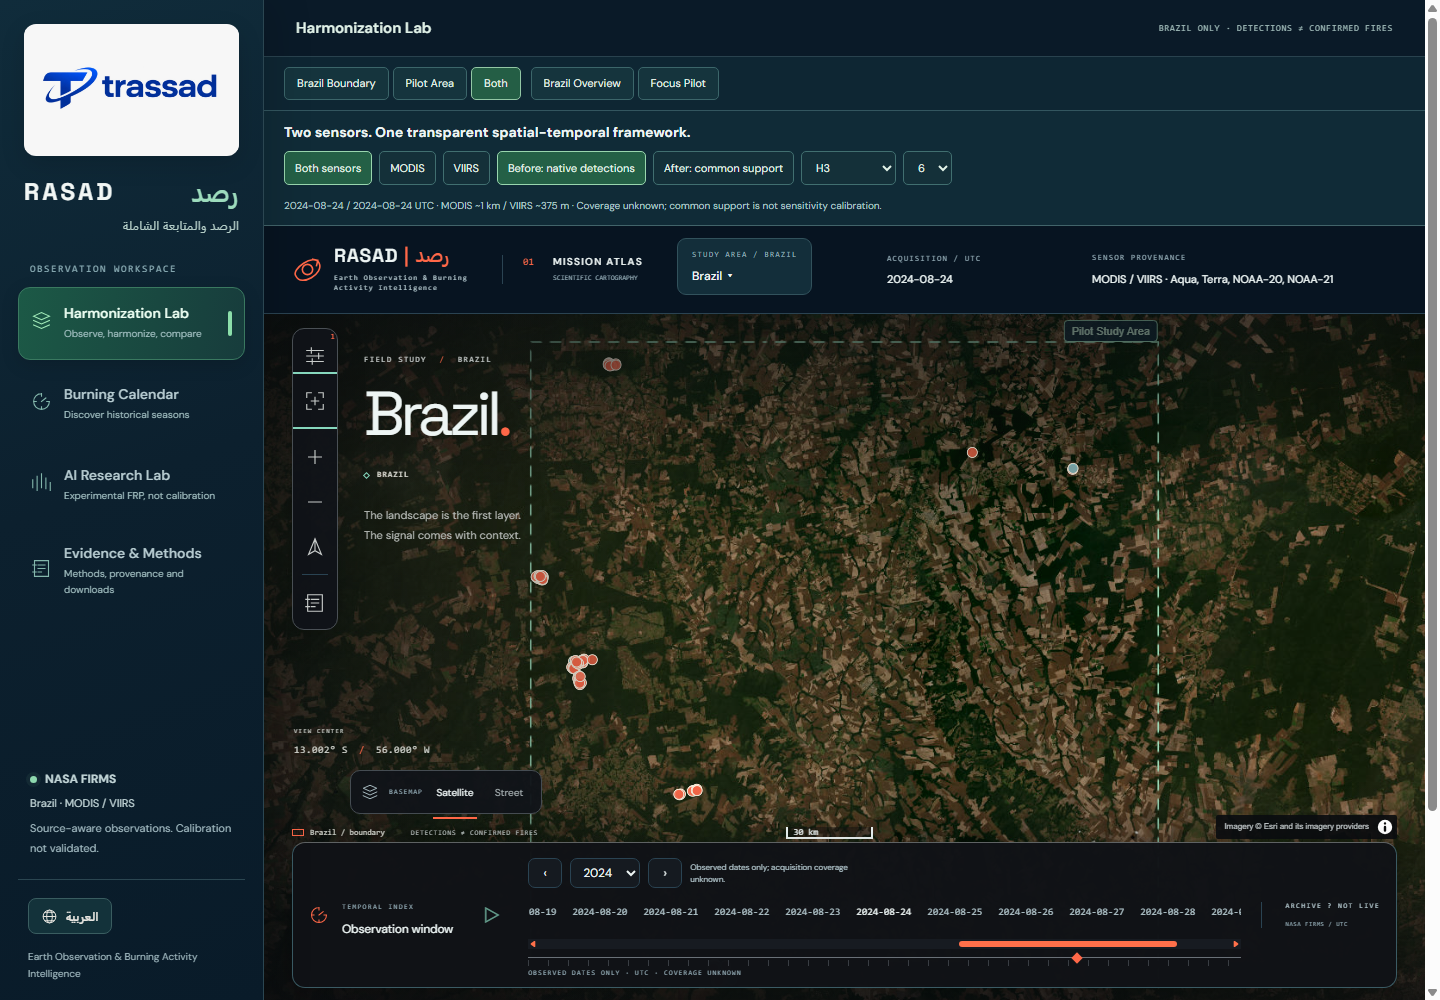 trassad
RASAD رصد
الرصد والمتابعة الشاملة
OBSERVATION WORKSPACE
Harmonization Lab
Observe, harmonize, compare
Burning Calendar
Discover historical seasons
AI Research Lab
Experimental FRP, not calibration
Evidence & Methods
Methods, provenance and
downloads
NASA FIRMS
Brazil · MODIS / VIIRS
Source-aware observations. Calibration
not validated.
العربية
Earth Observation & Burning Activity
Intelligence
Harmonization Lab
BRAZIL ONLY · DETECTIONS ≠ CONFIRMED FIRES
Brazil Boundary Pilot Area Both Brazil Overview Focus Pilot
Two sensors. One transparent spatial-temporal framework.
Both sensors MODIS VIIRS Before: native detections After: common support H3 6
2024-08-24 / 2024-08-24 UTC · MODIS ~1 km / VIIRS ~375 m · Coverage unknown; common support is not sensitivity calibration.
RASAD | رصد
Earth Observation & Burning
Activity Intelligence
01 MISSION ATLAS
SCIENTIFIC CARTOGRAPHY
STUDY AREA / BRAZIL
Brazil
ACQUISITION / UTC
2024-08-24
SENSOR PROVENANCE
MODIS / VIIRS · Aqua, Terra, NOAA-20, NOAA-21
1
Pilot Study Area
FIELD STUDY / BRAZIL
Brazil.
BRAZIL
The landscape is the first layer.
The signal comes with context.
VIEW CENTER
13.002° S / 56.000° W
BASEMAP Satellite Street
Brazil / boundary DETECTIONS ≠ CONFIRMED FIRES
30 km
Imagery © Esri and its imagery providers
‹ 2024 › Observed dates only; acquisition coverage
unknown.
TEMPORAL INDEX
Observation window
08-19 2024-08-20 2024-08-21 2024-08-22 2024-08-23 2024-08-24 2024-08-25 2024-08-26 2024-08-27 2024-08-28 2024-
OBSERVED DATES ONLY · UTC · COVERAGE UNKNOWN
ARCHIVE ? NOT LIVE
NASA FIRMS / UTC